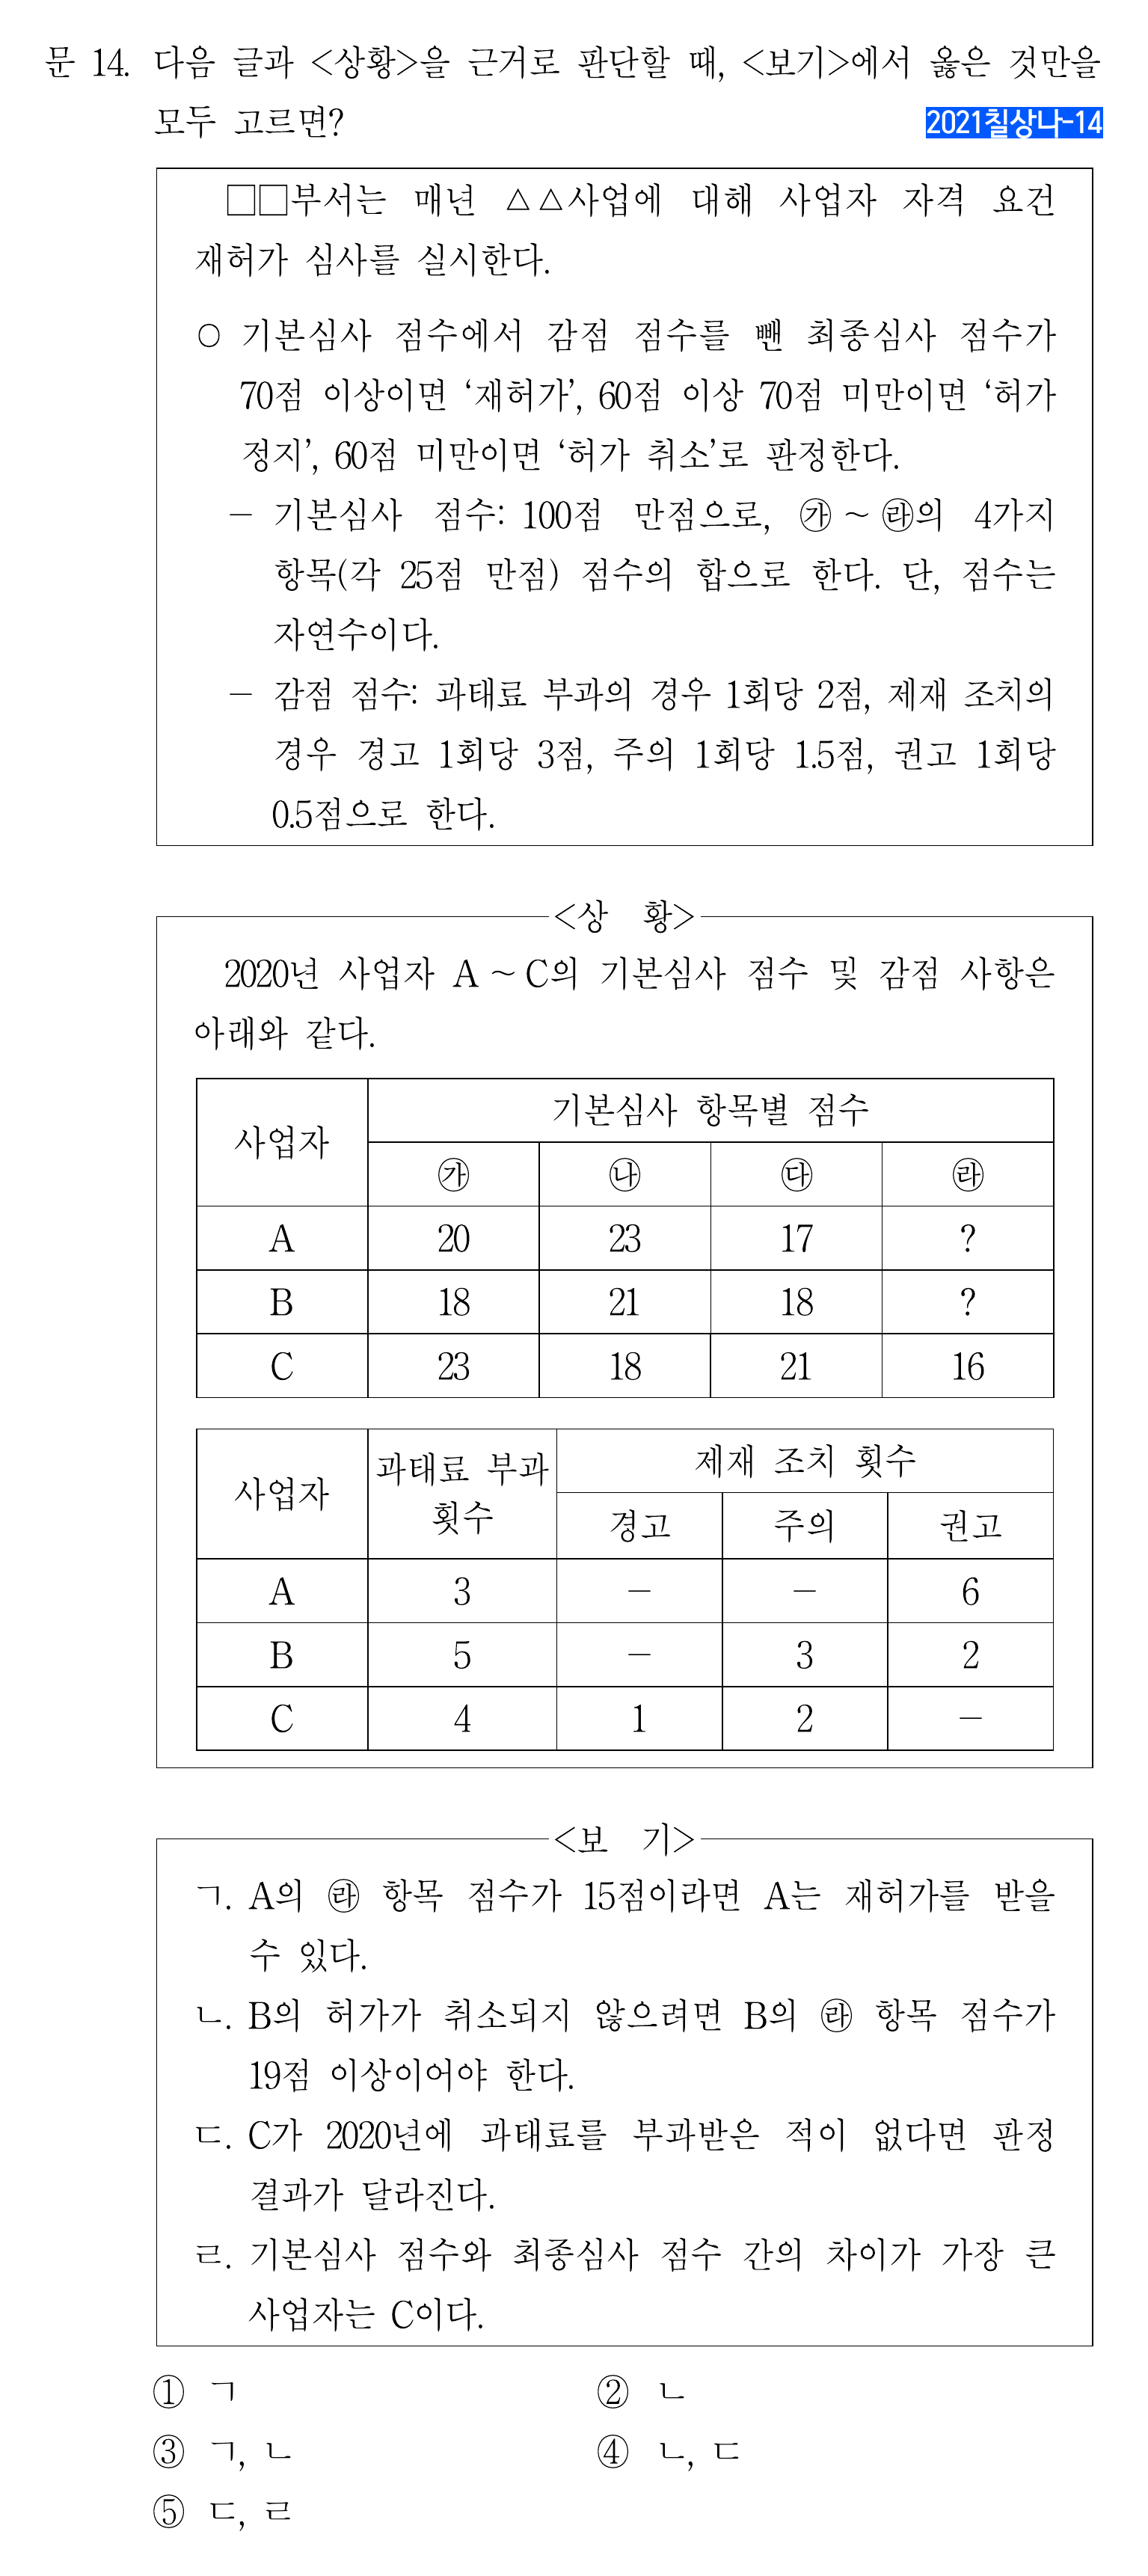 문 14. 다음 글과 <상황>을 근거로 판단할 때, <보기>에서 옳은 것만을
모두 고르면?
2021칠상나-14
□□부서는 매년 △△사업에 대해 사업자 자격 요건
재허가 심사를 실시한다.
○ 기본심사 점수에서 감점 점수를 뺀 최종심사 점수가
70점 이상이면 ‘재허가’, 60점 이상 70점 미만이면 ‘허가
정지’, 60점 미만이면 ‘허가 취소’로 판정한다.
- 기본심사 점수: 100점 만점으로, ㉮ ~ ㉱의 4가지
항목(각 25점 만점) 점수의 합으로 한다. 단, 점수는
자연수이다.
- 감점 점수: 과태료 부과의 경우 1회당 2점, 제재 조치의
경우 경고 1회당 3점, 주의 1회당 1.5점, 권고 1회당
0.5점으로 한다.
<상 황>
2020년 사업자 A ~ C의 기본심사 점수 및 감점 사항은
아래와 같다.
사업자 기본심사 항목별 점수
㉮ ㉯ ㉰ ㉱
A 20 23 17 ?
B 18 21 18 ?
C 23 18 21 16
사업자 과태료 부과 횟수 제재 조치 횟수
경고 주의 권고
A 3 - - 6
B 5 - 3 2
C 4 1 2 -
<보 기>
ㄱ. A의 ㉱ 항목 점수가 15점이라면 A는 재허가를 받을
수 있다.
ㄴ. B의 허가가 취소되지 않으려면 B의 ㉱ 항목 점수가
19점 이상이어야 한다.
ㄷ. C가 2020년에 과태료를 부과받은 적이 없다면 판정
결과가 달라진다.
ㄹ. 기본심사 점수와 최종심사 점수 간의 차이가 가장 큰
사업자는 C이다.
① ㄱ ② ㄴ
③ ㄱ, ㄴ ④ ㄴ, ㄷ
⑤ ㄷ, ㄹ